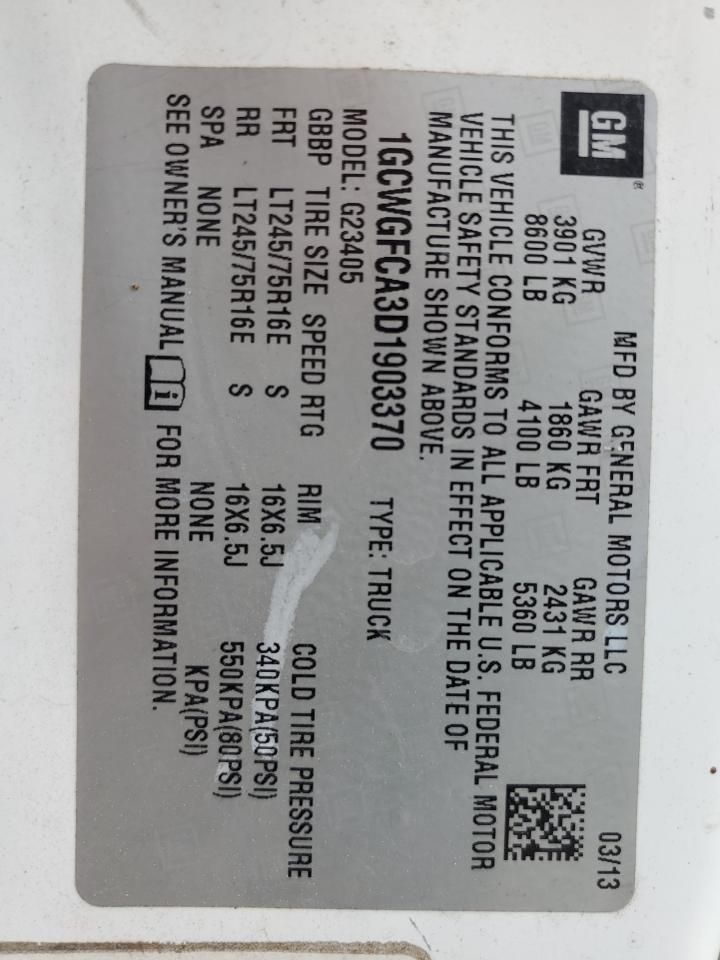 GM®
MFD BY GENERAL MOTORS LLC 03/13
GVWR GAWR FRT GAWR RR
3901 KG 1860 KG 2431 KG
8600 LB 4100 LB 5360 LB
THIS VEHICLE CONFORMS TO ALL APPLICABLE U.S. FEDERAL MOTOR
VEHICLE SAFETY STANDARDS IN EFFECT ON THE DATE OF
MANUFACTURE SHOWN ABOVE.
1GCWGFCA3D1903370 TYPE: TRUCK
MODEL: G23405
GBBP TIRE SIZE SPEED RTG RIM COLD TIRE PRESSURE
FRT LT245/75R16E S 16X6.5J 340KPA(50PSI)
RR LT245/75R16E S 16X6.5J 550KPA(80PSI)
SPA NONE NONE KPA(PSI)
SEE OWNER'S MANUAL FOR MORE INFORMATION.